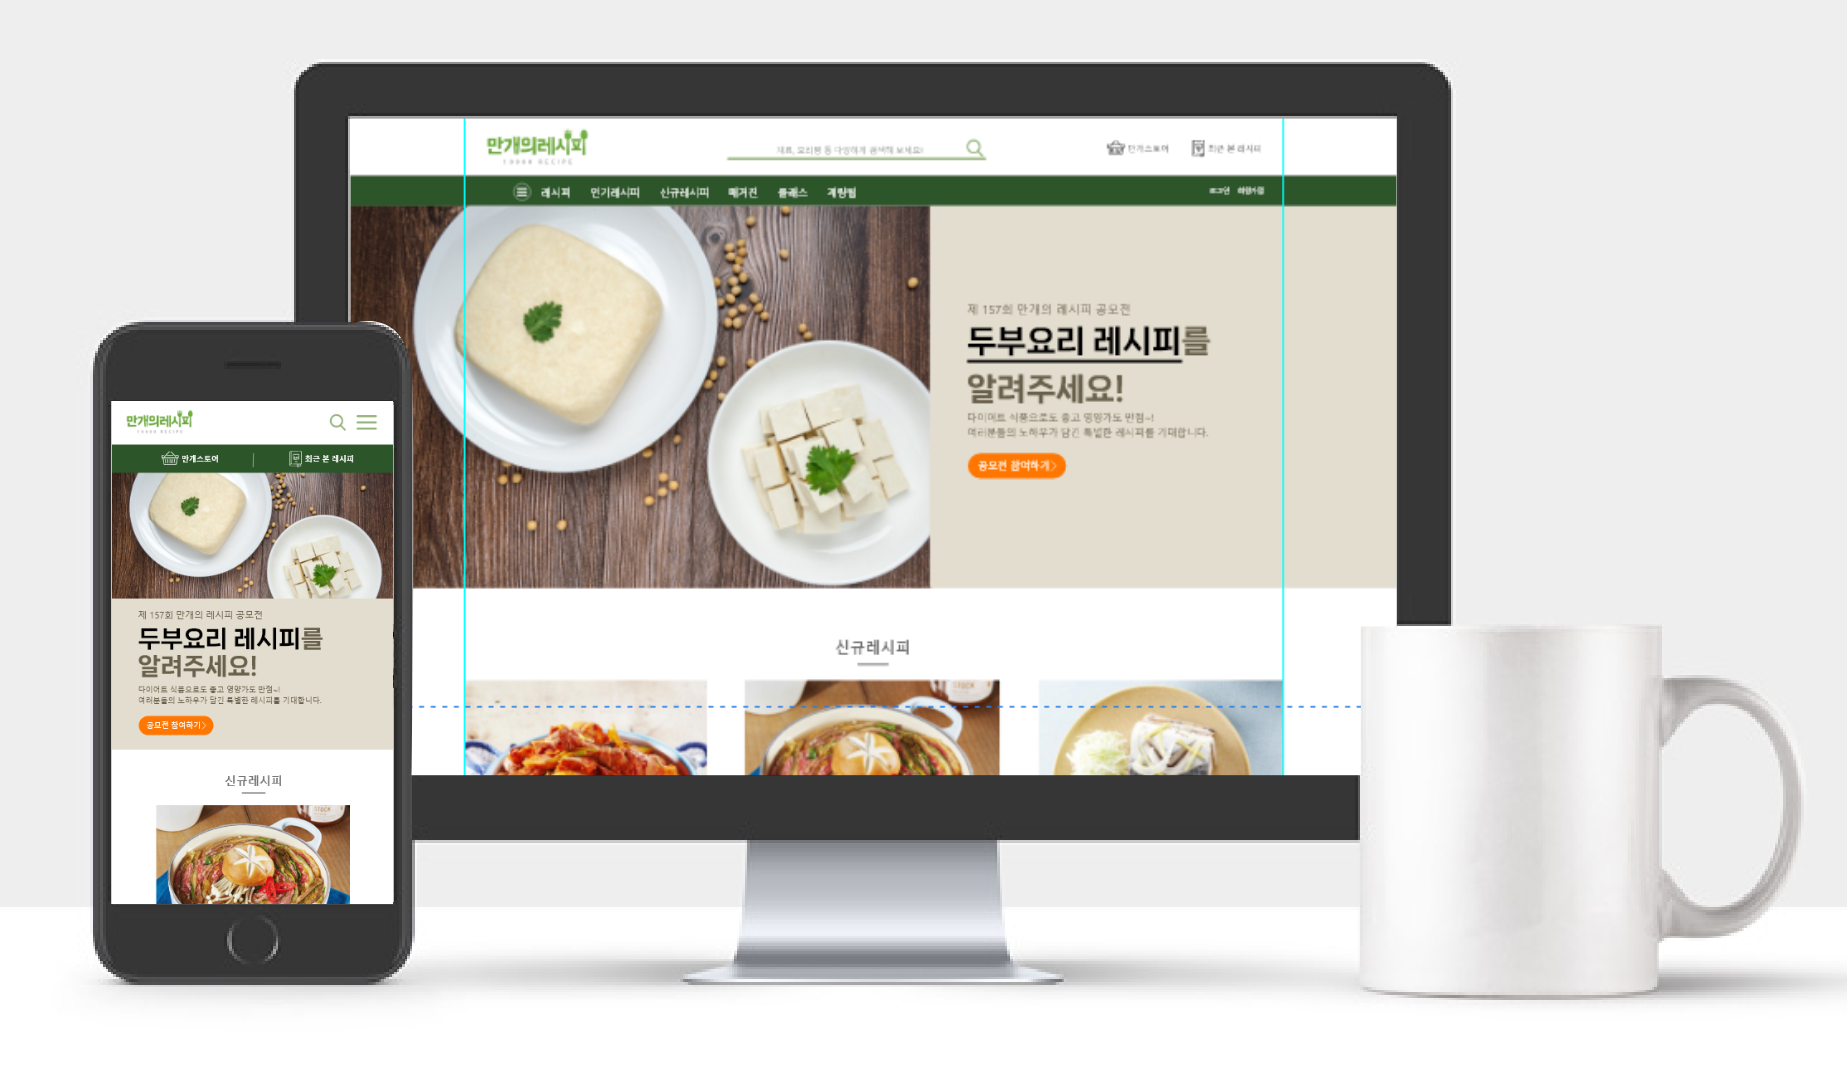 만개의레시피
10000 RECIPE
재료, 요리명 등 다양하게 검색해 보세요!
만개스토어 최근 본 레시피
레시피 인기레시피 신규레시피 매거진 클래스 계량팁
로그인 회원가입
제 157회 만개의 레시피 공모전
두부요리 레시피를
알려주세요!
다이어트 식품으로도 좋고 영양가도 만점~!
여러분들의 노하우가 담긴 특별한 레시피를 기대합니다.
공모전 참여하기>
신규레시피
만개의레시피
10000 RECIPE
만개스토어 최근 본 레시피
제 157회 만개의 레시피 공모전
두부요리 레시피를
알려주세요!
다이어트 식품으로도 좋고 영양가도 만점~!
여러분들의 노하우가 담긴 특별한 레시피를 기대합니다.
공모전 참여하기>
신규레시피